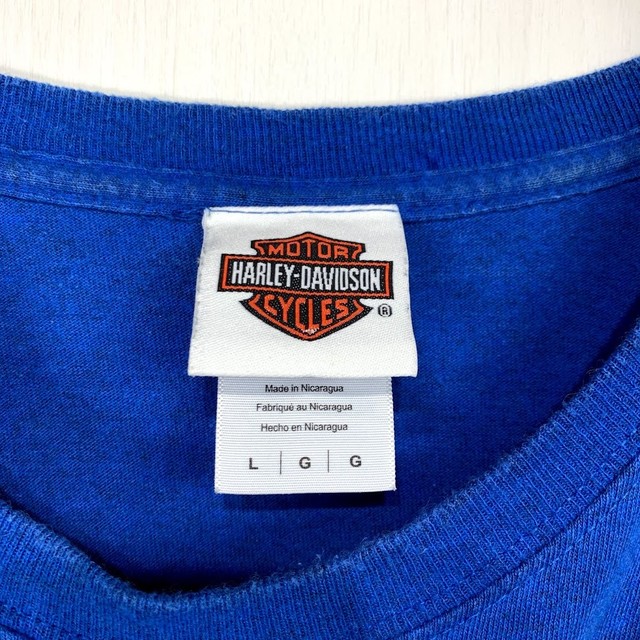 MOTOR
HARLEY-DAVIDSON
CYCLES
®
Made in Nicaragua
Fabriqué au Nicaragua
Hecho en Nicaragua
L | G | G